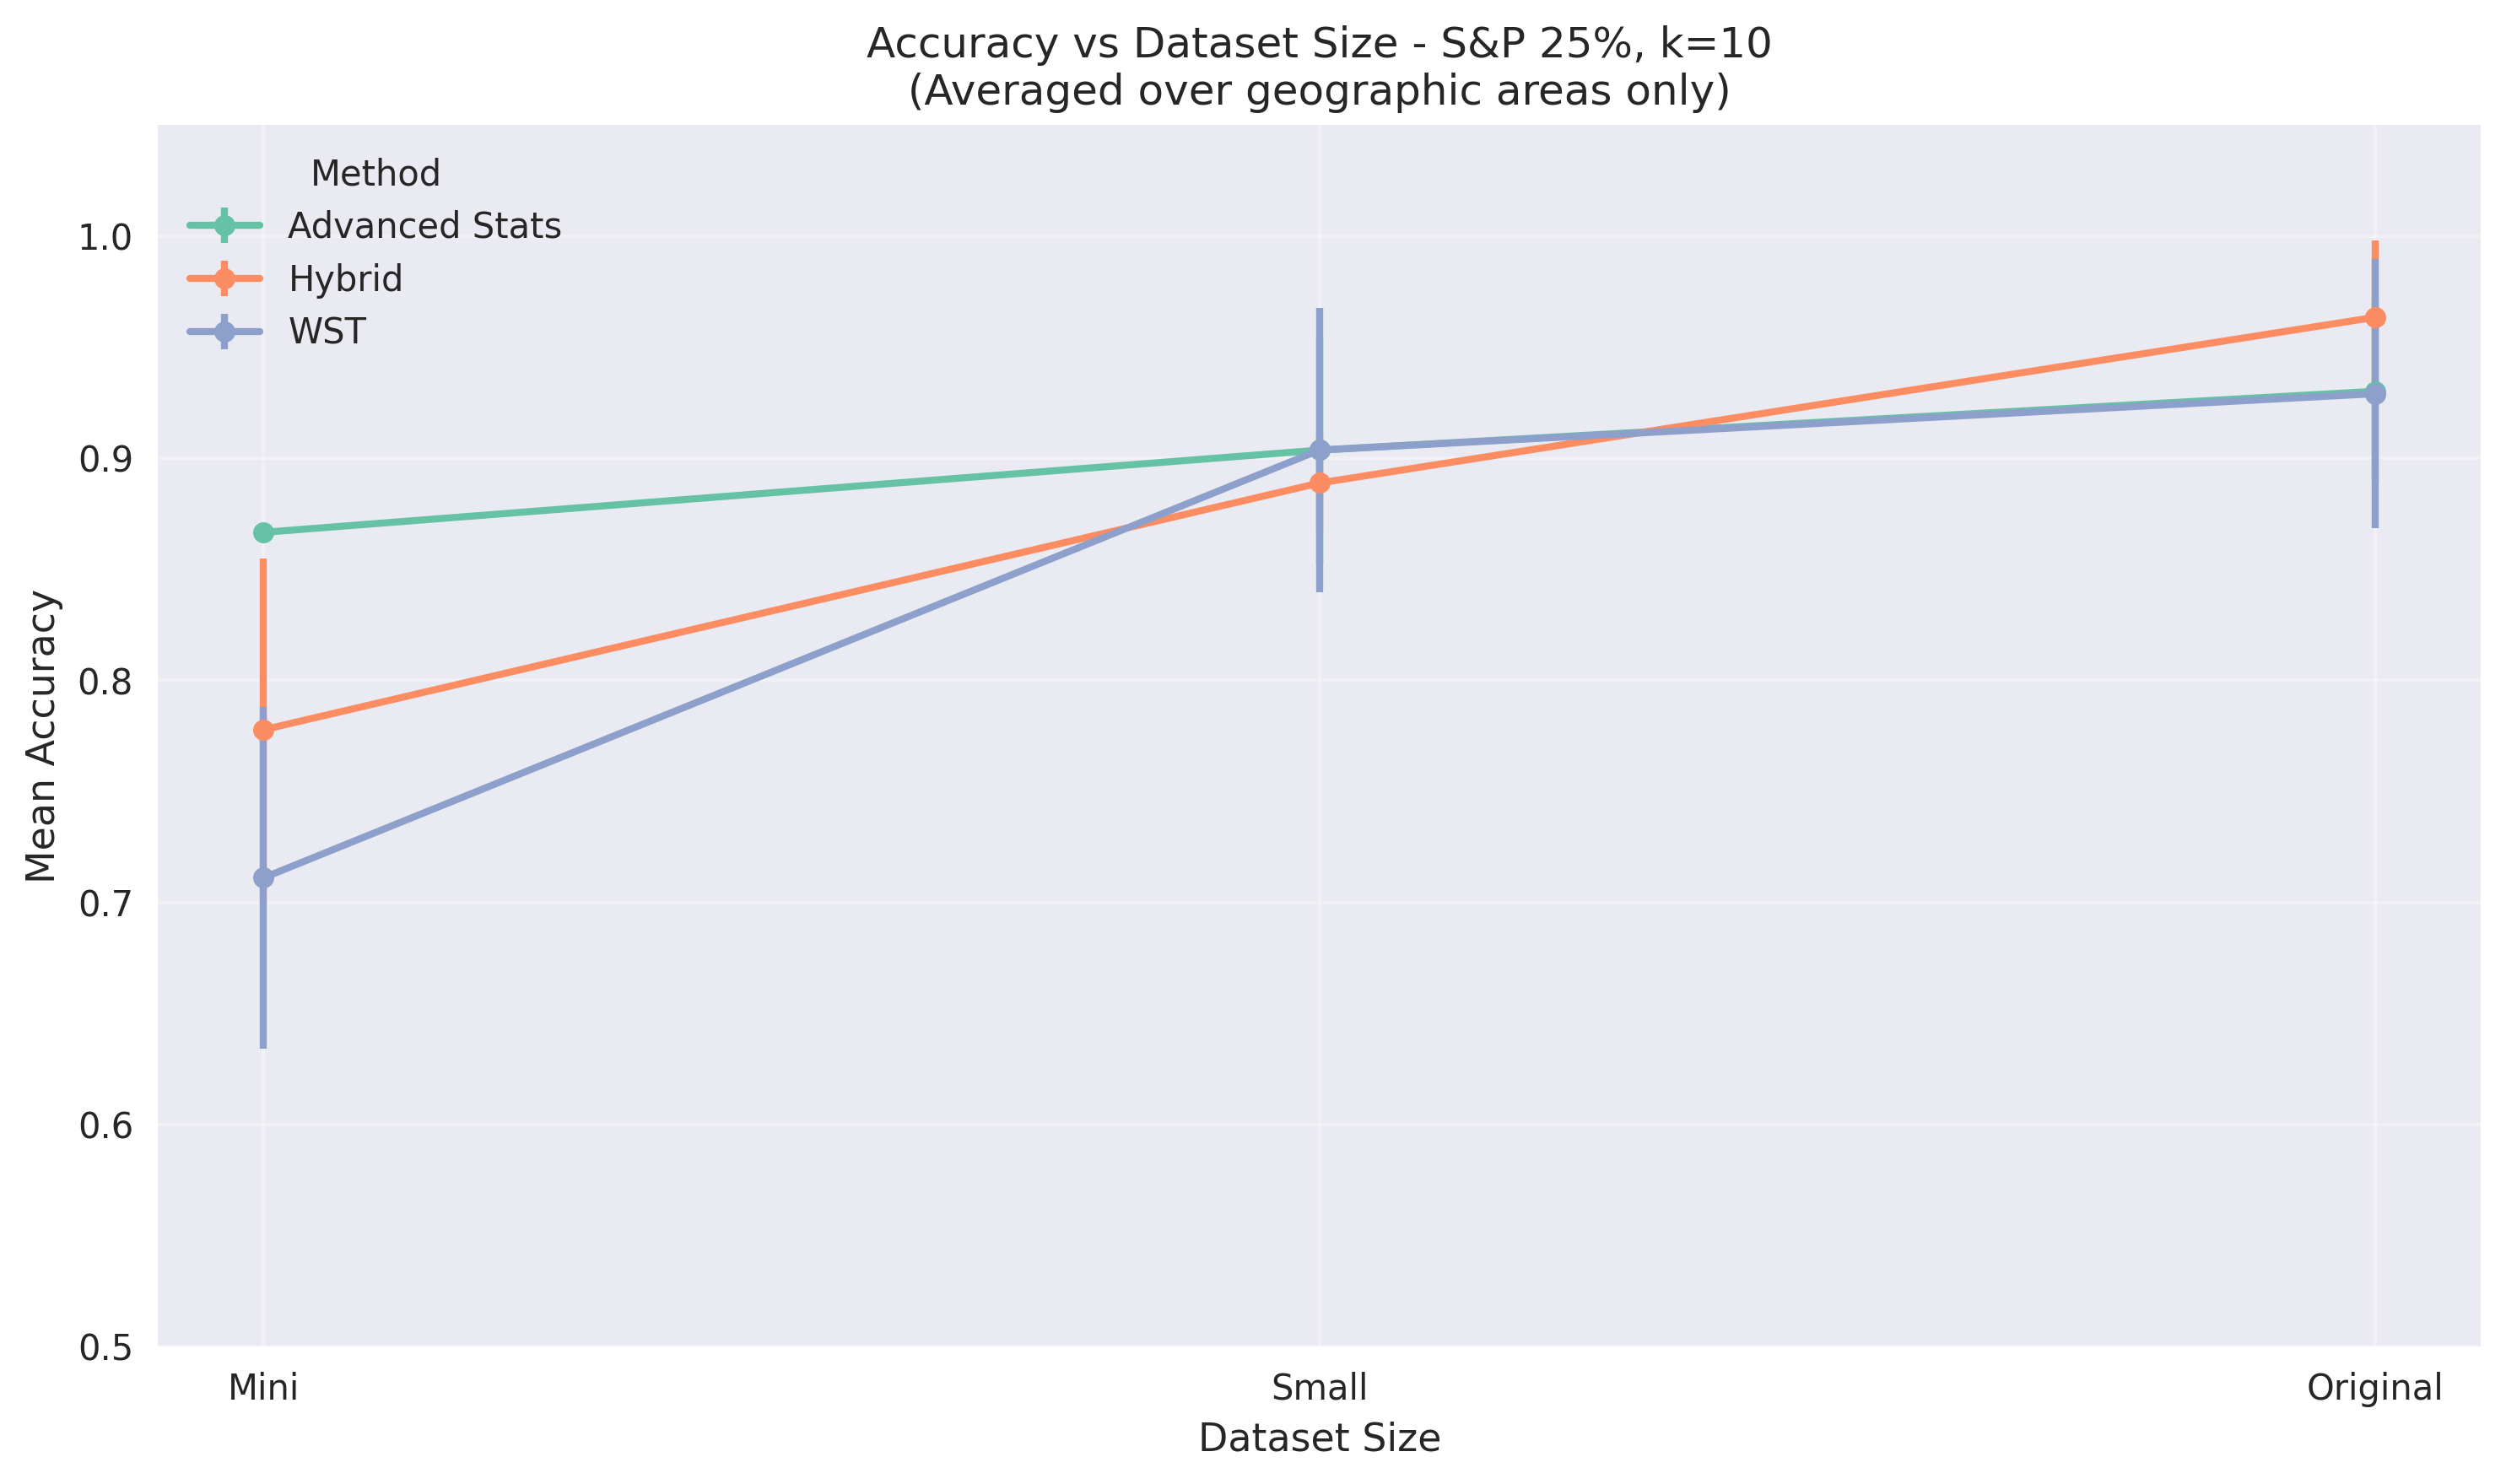 Accuracy vs Dataset Size - S&P 25%, k=10
(Averaged over geographic areas only)
Method
Advanced Stats
Hybrid
WST
Mean Accuracy
1.0
0.9
0.8
0.7
0.6
0.5
Mini
Small
Original
Dataset Size